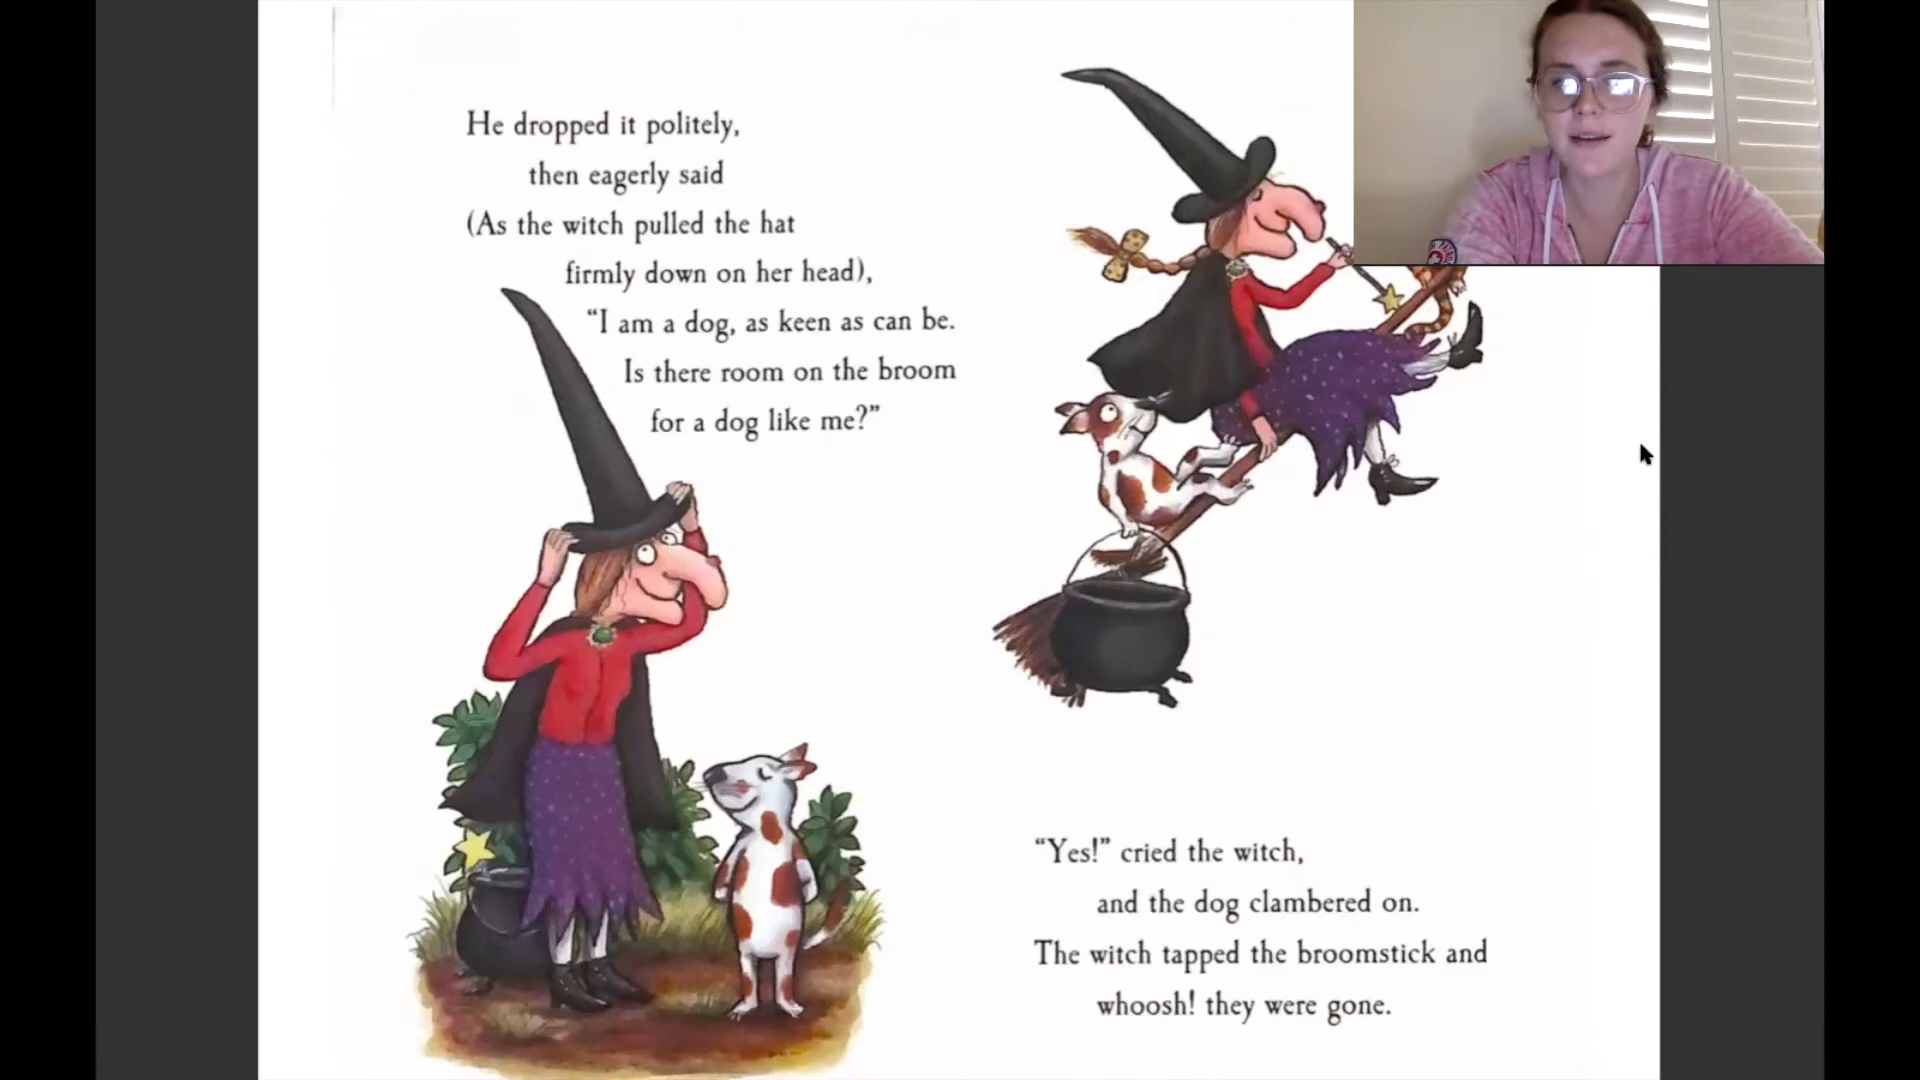 He dropped it politely,
then eagerly said
(As the witch pulled the hat
firmly down on her head),
“I am a dog, as keen as can be.
Is there room on the broom
for a dog like me?”
“Yes!” cried the witch,
and the dog clambered on.
The witch tapped the broomstick and
whoosh! they were gone.